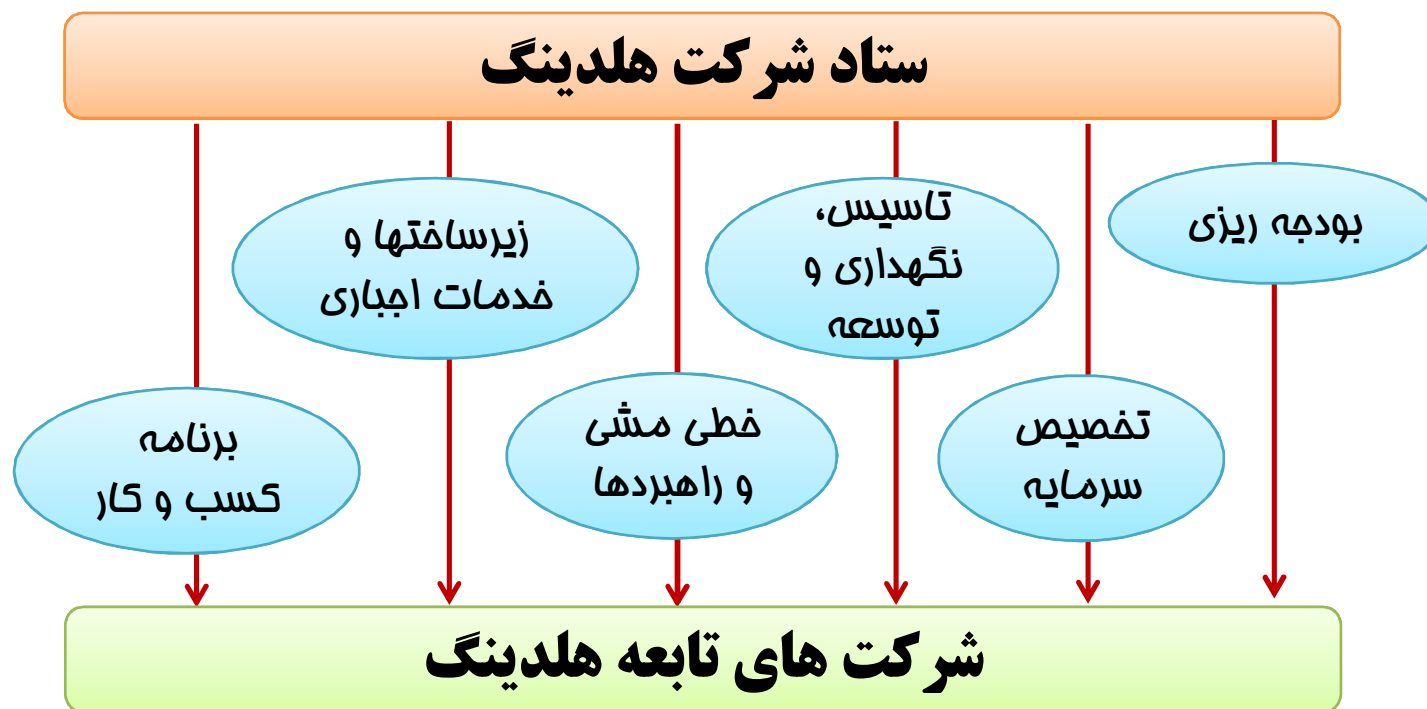 ستاد شرکت هلدینگ
بودجه ریزی
تاسیس،
نگهداری و
توسعه
زیرساختها و
خدمات اجباری
تخصیص
سرمایه
خطی مشی
و راهبردها
برنامه
کسب و کار
شرکت های تابعه هلدینگ